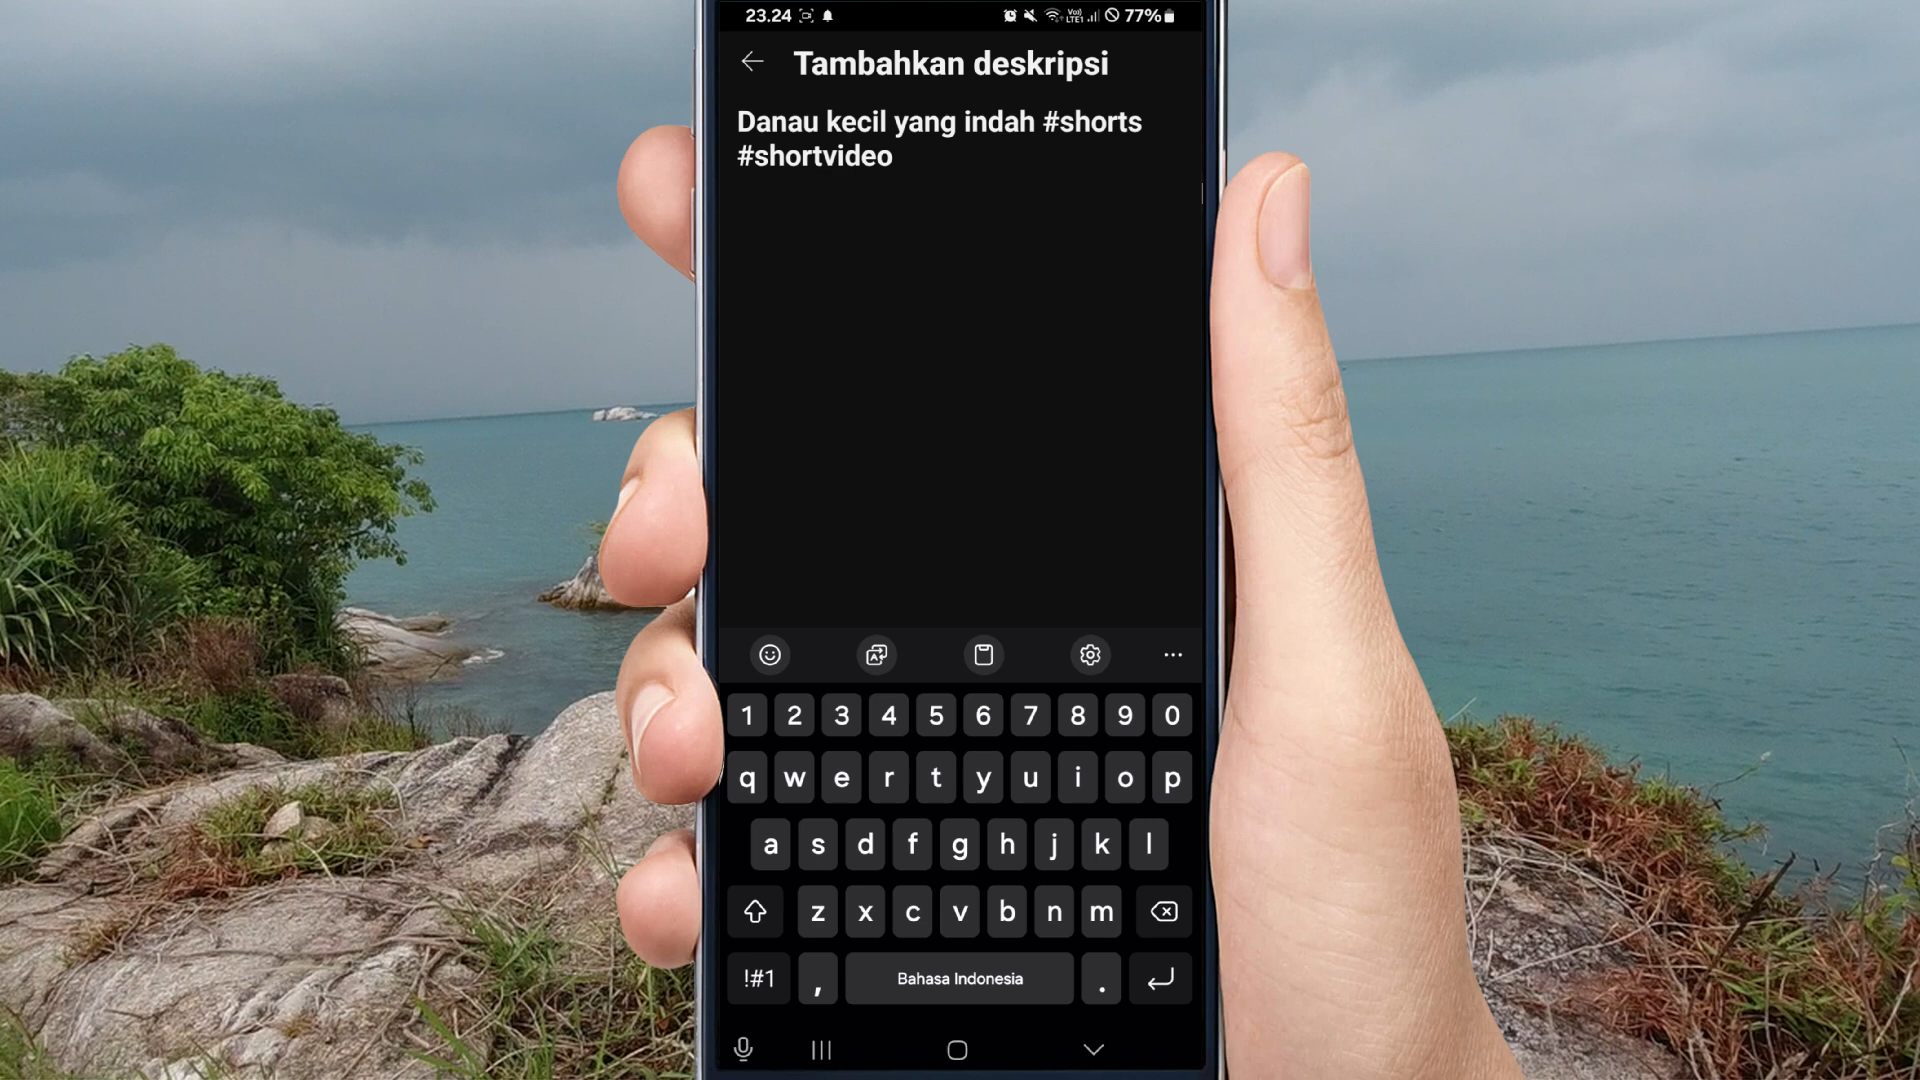 23.24 77%
Tambahkan deskripsi
Danau kecil yang indah #shorts
#shortvideo
1 2 3 4 5 6 7 8 9 0
q w e r t y u i o p
a s d f g h j k l
z x c v b n m
!#1 , Bahasa Indonesia .